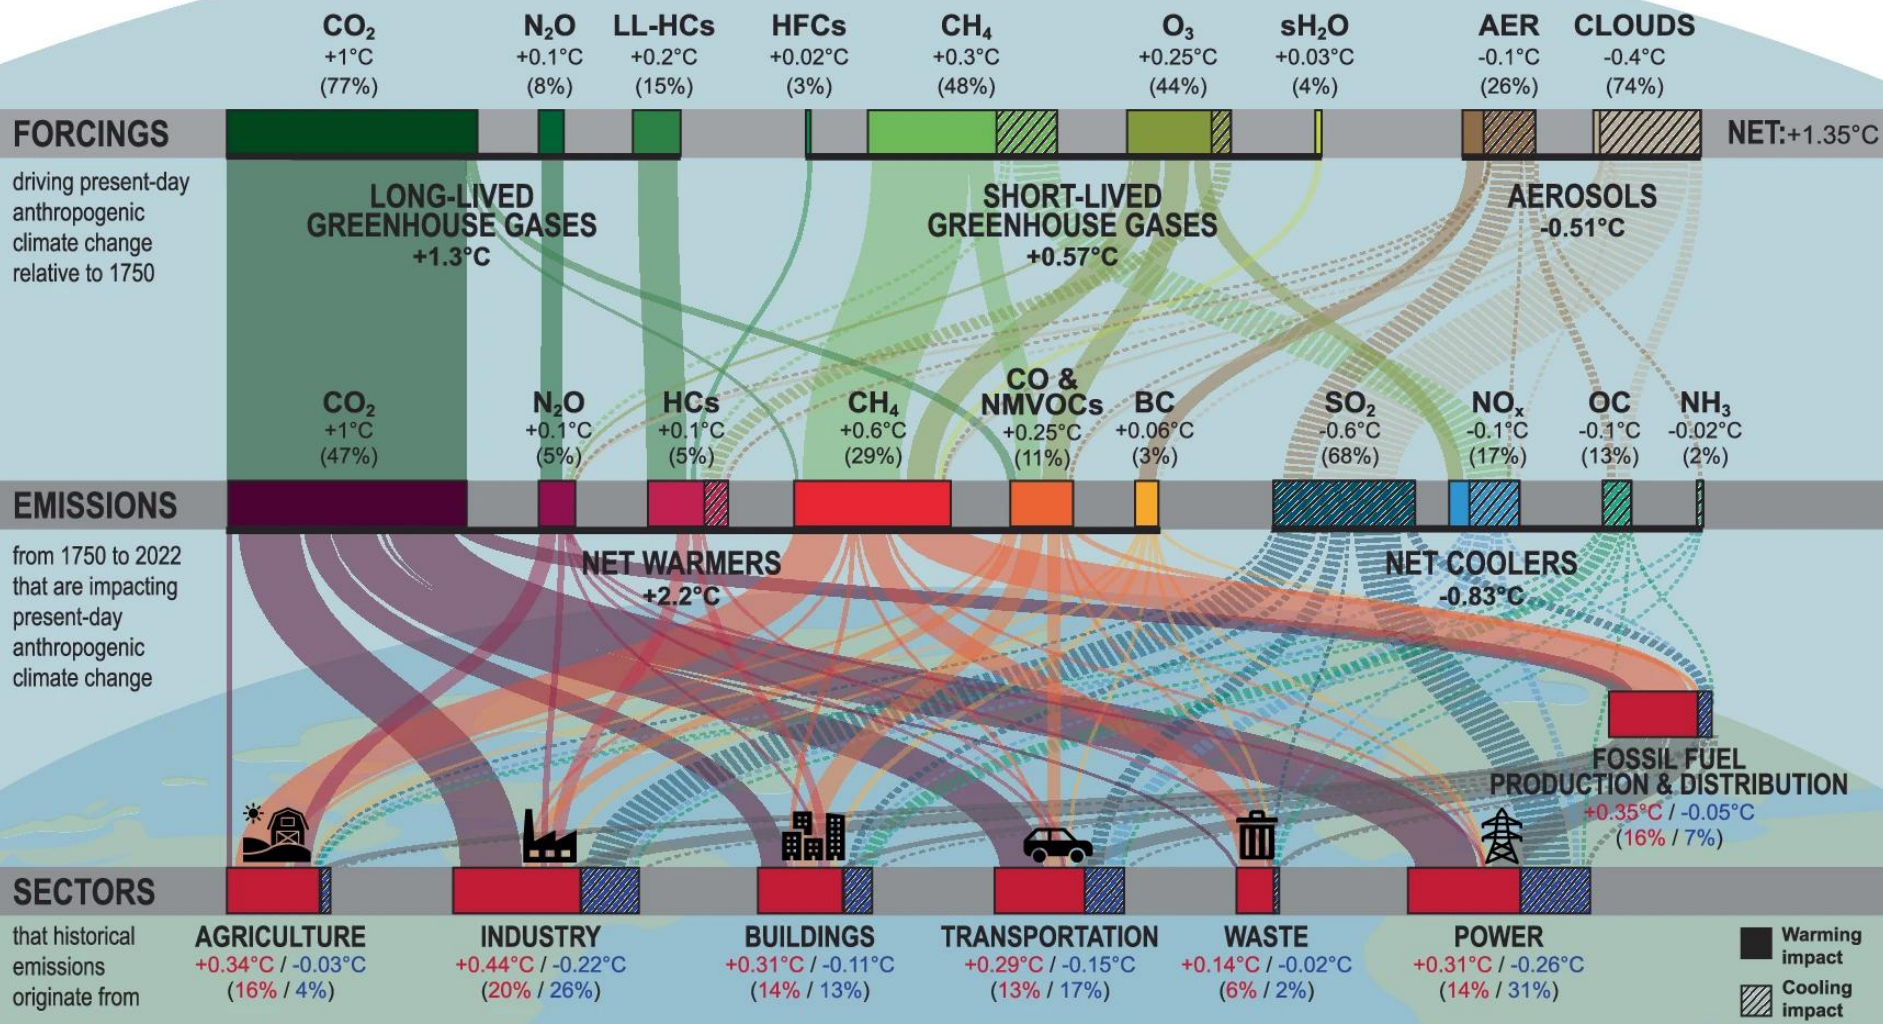 CO₂
+1°C
(77%)
N₂O
+0.1°C
(8%)
LL-HCs
+0.2°C
(15%)
HFCs
+0.02°C
(3%)
CH₄
+0.3°C
(48%)
O₃
+0.25°C
(44%)
sH₂O
+0.03°C
(4%)
AER
-0.1°C
(26%)
CLOUDS
-0.4°C
(74%)
FORCINGS
NET:+1.35°C
driving present-day
anthropogenic
climate change
relative to 1750
LONG-LIVED
GREENHOUSE GASES
+1.3°C
SHORT-LIVED
GREENHOUSE GASES
+0.57°C
AEROSOLS
-0.51°C
CO₂
+1°C
(47%)
N₂O
+0.1°C
(5%)
HCs
+0.1°C
(5%)
CH₄
+0.6°C
(29%)
CO &
NMVOCs
+0.25°C
(11%)
BC
+0.06°C
(3%)
SO₂
-0.6°C
(68%)
NOₓ
-0.1°C
(17%)
OC
-0.1°C
(13%)
NH₃
-0.02°C
(2%)
EMISSIONS
from 1750 to 2022
that are impacting
present-day
anthropogenic
climate change
NET WARMERS
+2.2°C
NET COOLERS
-0.83°C
FOSSIL FUEL
PRODUCTION & DISTRIBUTION
+0.35°C / -0.05°C
(16% / 7%)
SECTORS
that historical
emissions
originate from
AGRICULTURE
+0.34°C / -0.03°C
(16% / 4%)
INDUSTRY
+0.44°C / -0.22°C
(20% / 26%)
BUILDINGS
+0.31°C / -0.11°C
(14% / 13%)
TRANSPORTATION
+0.29°C / -0.15°C
(13% / 17%)
WASTE
+0.14°C / -0.02°C
(6% / 2%)
POWER
+0.31°C / -0.26°C
(14% / 31%)
Warming
impact
Cooling
impact